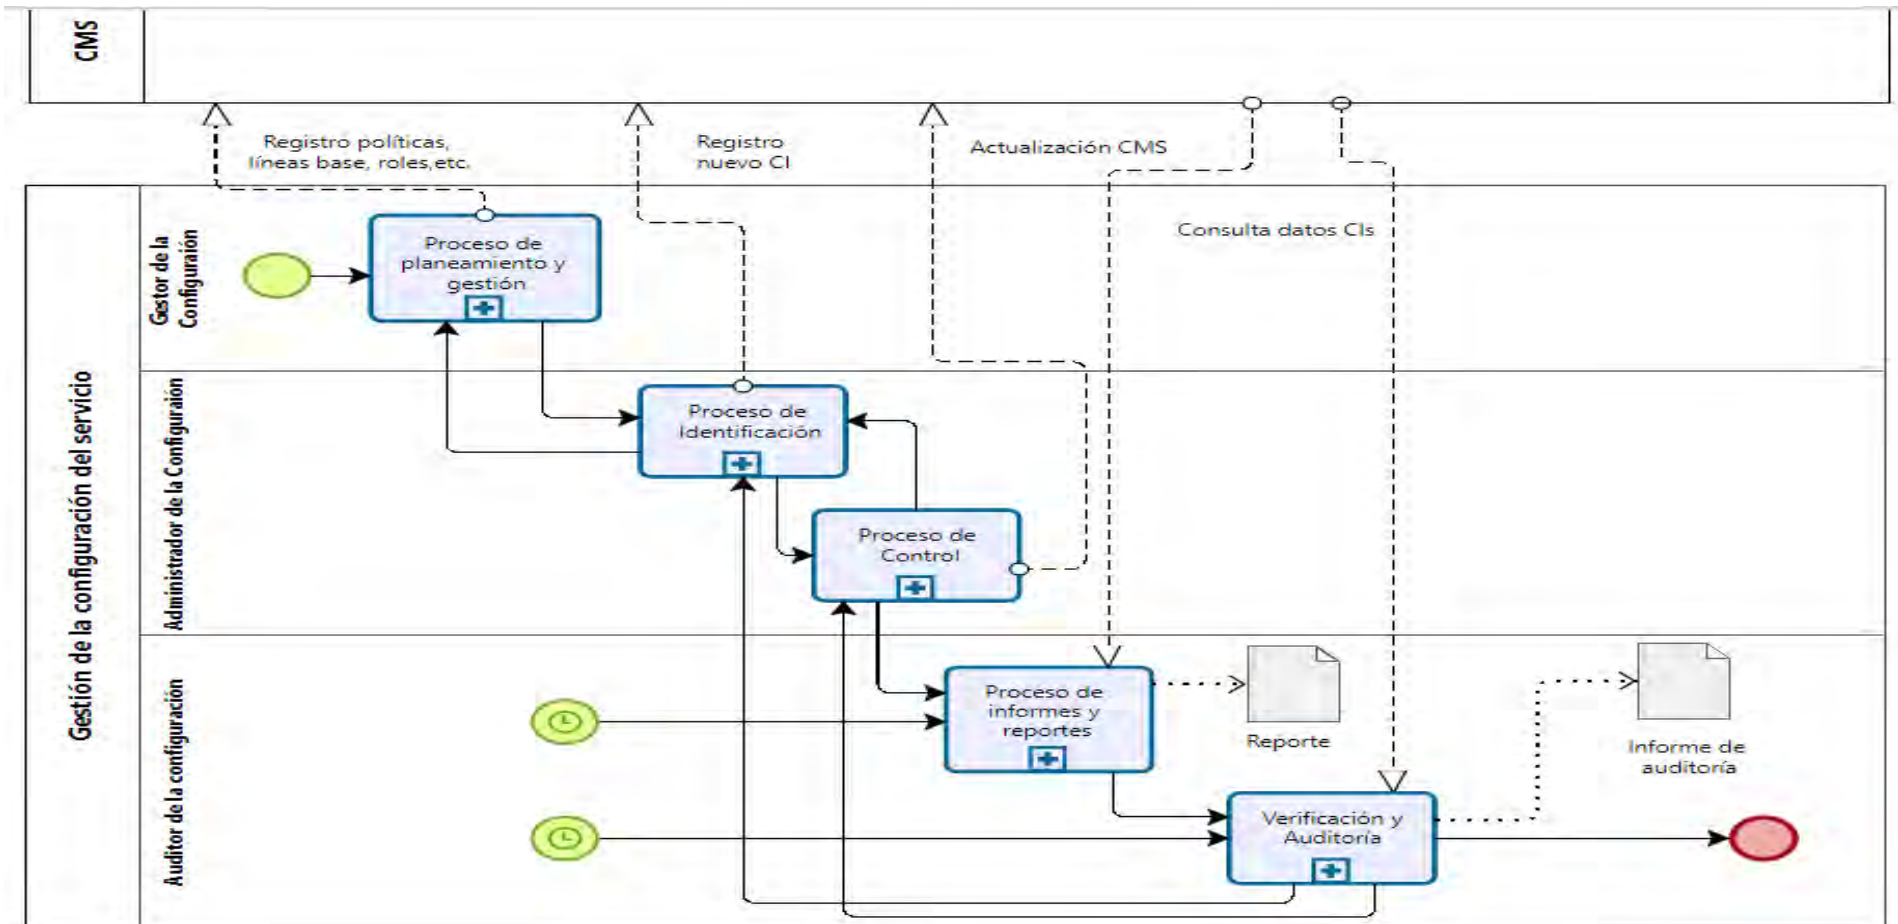 CMS
Registro políticas,
líneas base, roles,etc.
Registro
nuevo CI
Actualización CMS
Consulta datos CIs
Gestión de la configuración del servicio
Gestor de la
Configuraión
Proceso de
planeamiento y
gestión
Administrador de la Configuraión
Proceso de
Identificación
Proceso de
Control
Auditor de la configuración
Proceso de
informes y
reportes
Reporte
Informe de
auditoría
Verificación y
Auditoría